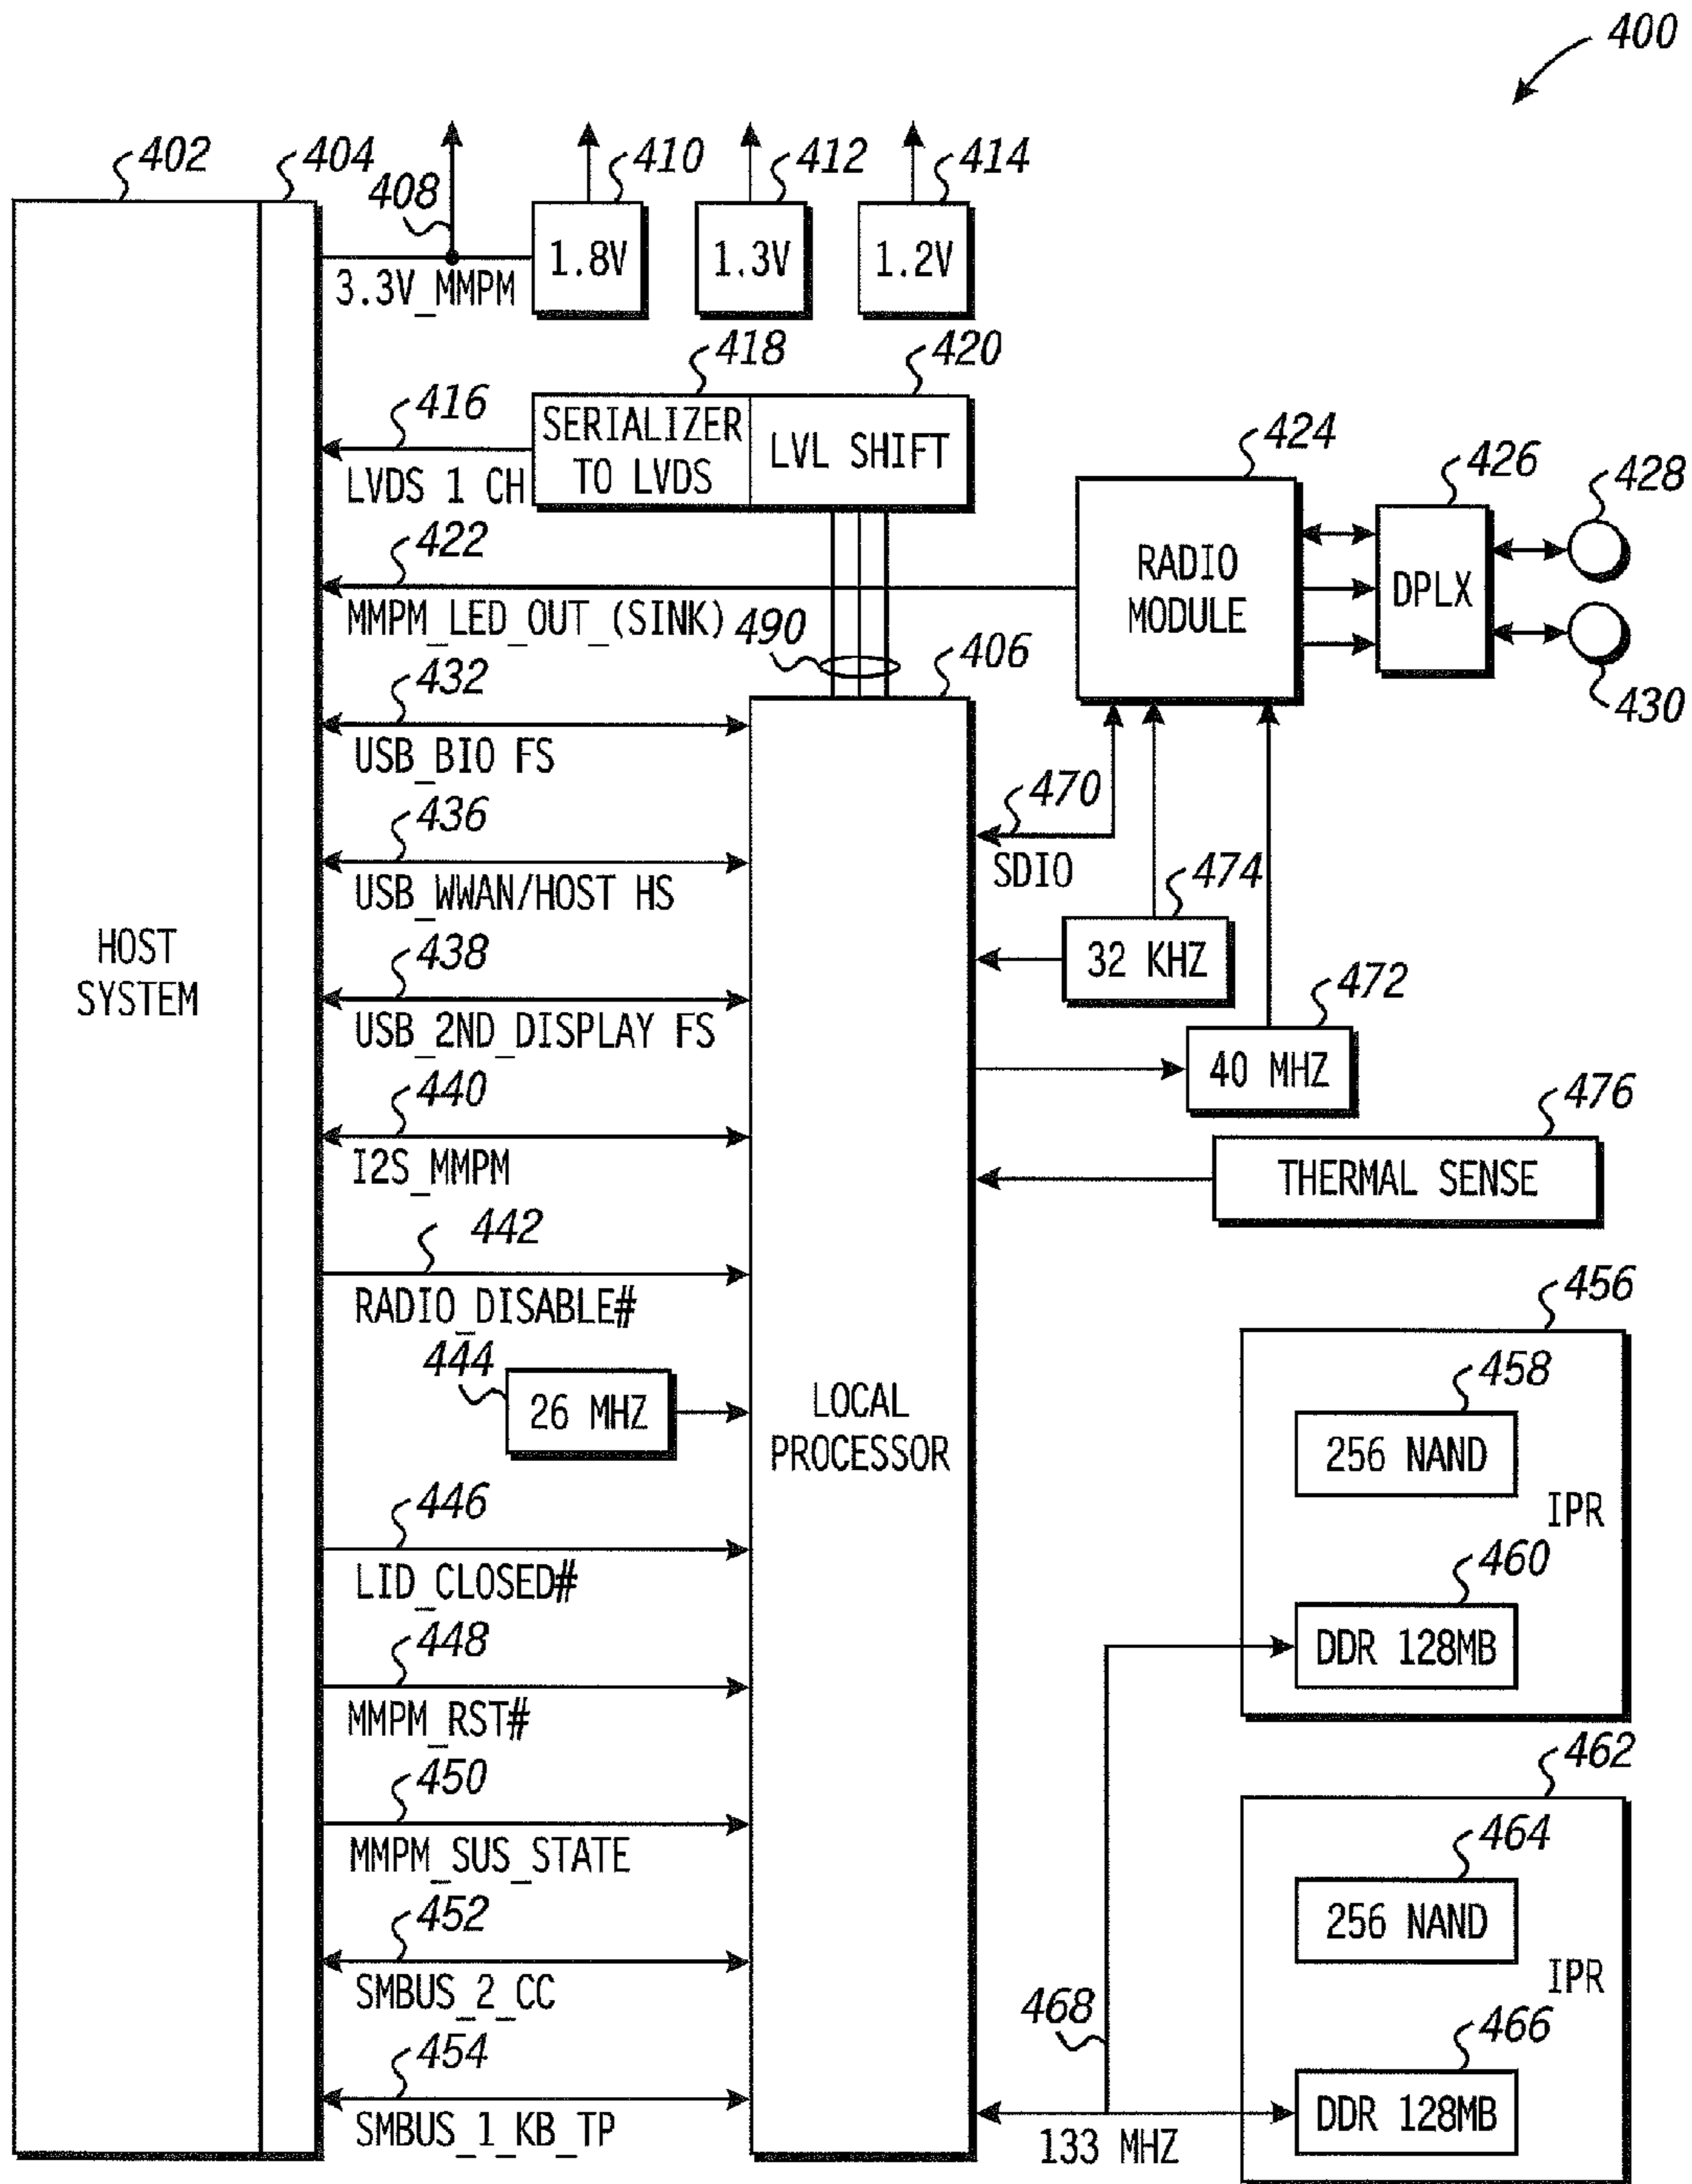 400
402
404
408
410
412
414
1.8V
1.3V
1.2V
3.3V_MMPM
418
420
416
SERIALIZER
TO LVDS
LVL SHIFT
LVDS 1 CH
424
426
428
422
RADIO
MODULE
DPLX
MMPM_LED_OUT_(SINK)
490
406
430
432
USB_BIO FS
470
SDIO
436
USB_WWAN/HOST HS
474
32 KHZ
HOST
SYSTEM
438
USB_2ND_DISPLAY FS
472
40 MHZ
440
I2S_MMPM
476
THERMAL SENSE
442
RADIO_DISABLE#
456
444
26 MHZ
LOCAL
PROCESSOR
458
256 NAND
IPR
446
LID_CLOSED#
460
DDR 128MB
448
MMPM_RST#
450
MMPM_SUS_STATE
462
464
256 NAND
IPR
452
SMBUS_2_CC
468
466
DDR 128MB
454
SMBUS_1_KB_TP
133 MHZ